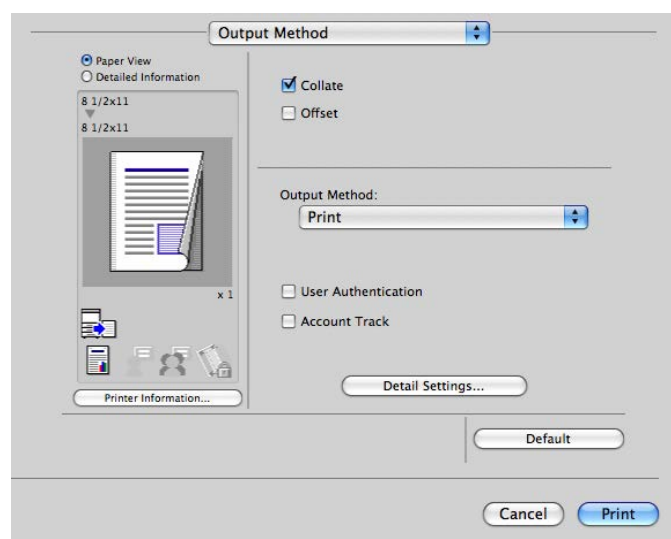 Output Method
Paper View
Detailed Information
8 1/2x11
8 1/2x11
x 1
Printer Information...
Collate
Offset
Output Method:
Print
User Authentication
Account Track
Detail Settings...
Default
Cancel
Print